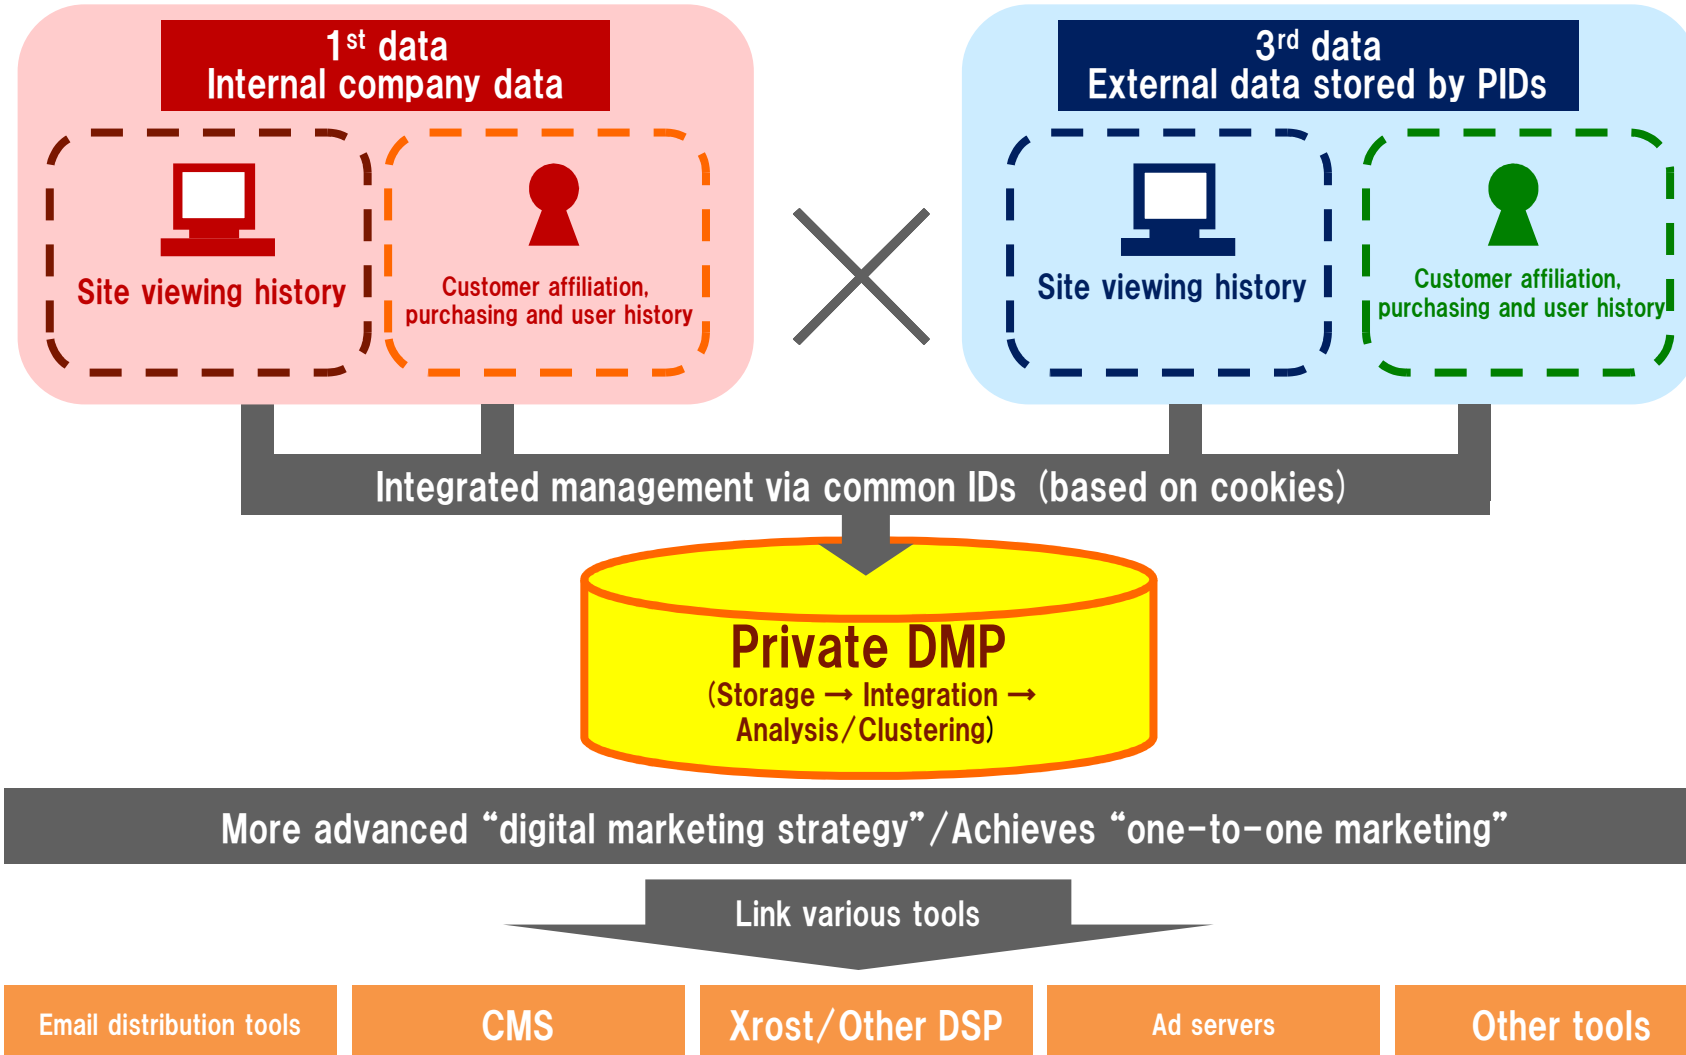 1st data
Internal company data
3rd data
External data stored by PIDs
Site viewing history
Customer affiliation,
purchasing and user history
Site viewing history
Customer affiliation,
purchasing and user history
Integrated management via common IDs (based on cookies)
Private DMP
(Storage → Integration →
Analysis/Clustering)
More advanced “digital marketing strategy”/Achieves “one-to-one marketing”
Link various tools
Email distribution tools
CMS
Xrost/Other DSP
Ad servers
Other tools